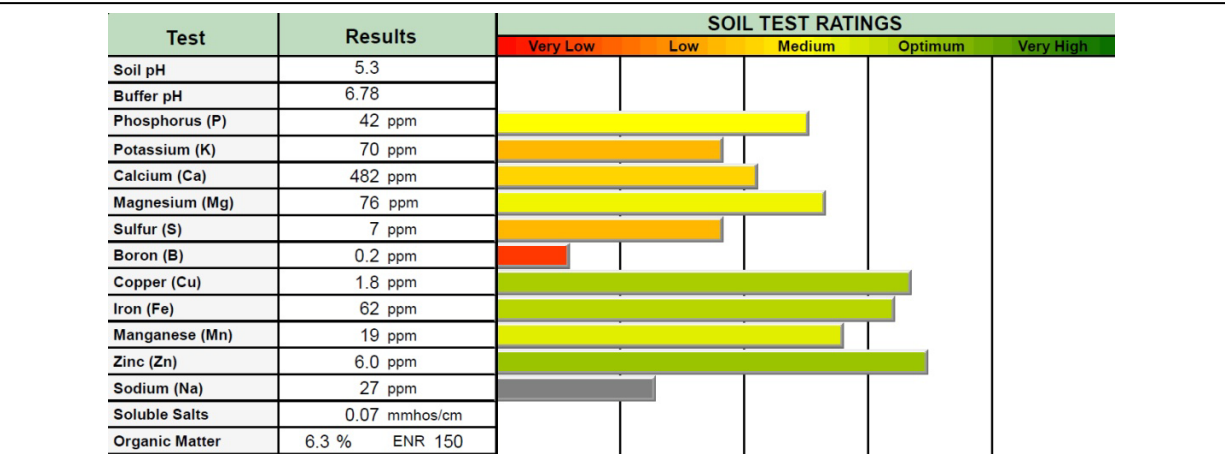 Test Results SOIL TEST RATINGS
Very Low Low Medium Optimum Very High
Soil pH 5.3
Buffer pH 6.78
Phosphorus (P) 42 ppm
Potassium (K) 70 ppm
Calcium (Ca) 482 ppm
Magnesium (Mg) 76 ppm
Sulfur (S) 7 ppm
Boron (B) 0.2 ppm
Copper (Cu) 1.8 ppm
Iron (Fe) 62 ppm
Manganese (Mn) 19 ppm
Zinc (Zn) 6.0 ppm
Sodium (Na) 27 ppm
Soluble Salts 0.07 mmhos/cm
Organic Matter 6.3 % ENR 150